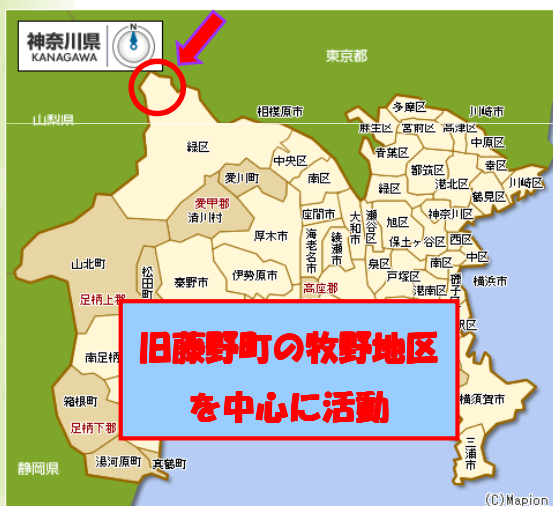 神奈川県
KANAGAWA
東京都
山梨県
相模原市
多摩区
川崎市
麻生区
宮前区
高津区
中原区
青葉区
緑区
中央区
都筑区
幸区
愛川町
南区
緑区
港北区
鶴見区
川崎区
愛甲郡
清川村
座間市
大和市
瀬谷区
旭区
神奈川区
厚木市
海老名市
綾瀬市
保土ヶ谷区
西区
山北町
松田町
秦野市
伊勢原市
泉区
南区
中区
足柄上郡
高座郡
戸塚区
港南区
磯子区
横浜市
旧藤野町の牧野地区
を中心に活動
沢区
南足柄
箱根町
横須賀市
足柄下郡
三浦市
静岡県
湯河原町
真鶴町
(C)Mapion